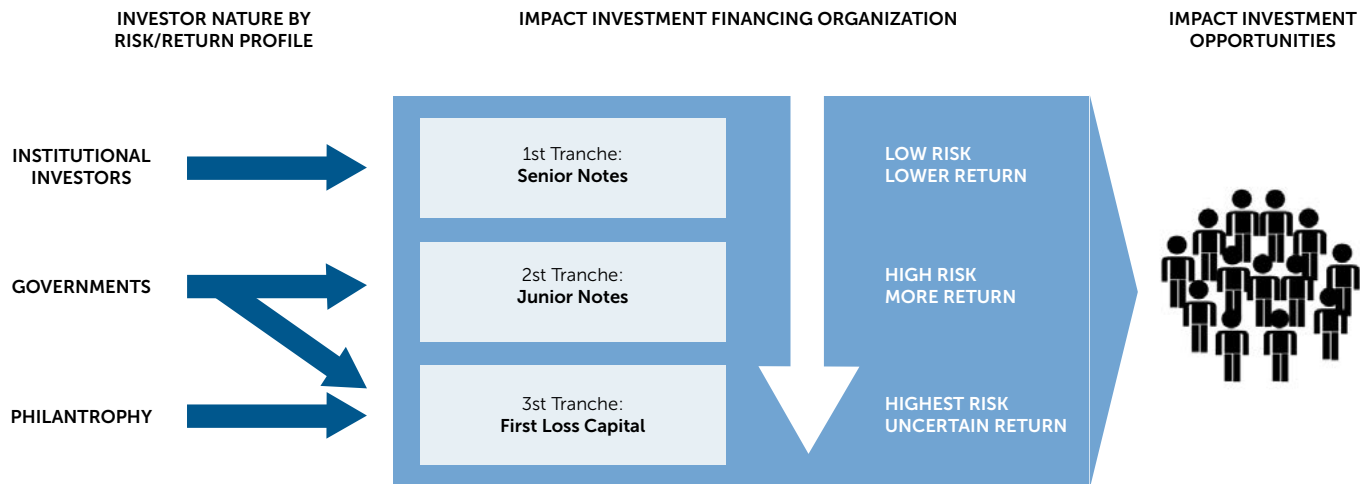 INVESTOR NATURE BY
RISK/RETURN PROFILE
IMPACT INVESTMENT FINANCING ORGANIZATION
IMPACT INVESTMENT
OPPORTUNITIES
INSTITUTIONAL
INVESTORS
1st Tranche:
Senior Notes
LOW RISK
LOWER RETURN
GOVERNMENTS
2st Tranche:
Junior Notes
HIGH RISK
MORE RETURN
PHILANTROPHY
3st Tranche:
First Loss Capital
HIGHEST RISK
UNCERTAIN RETURN